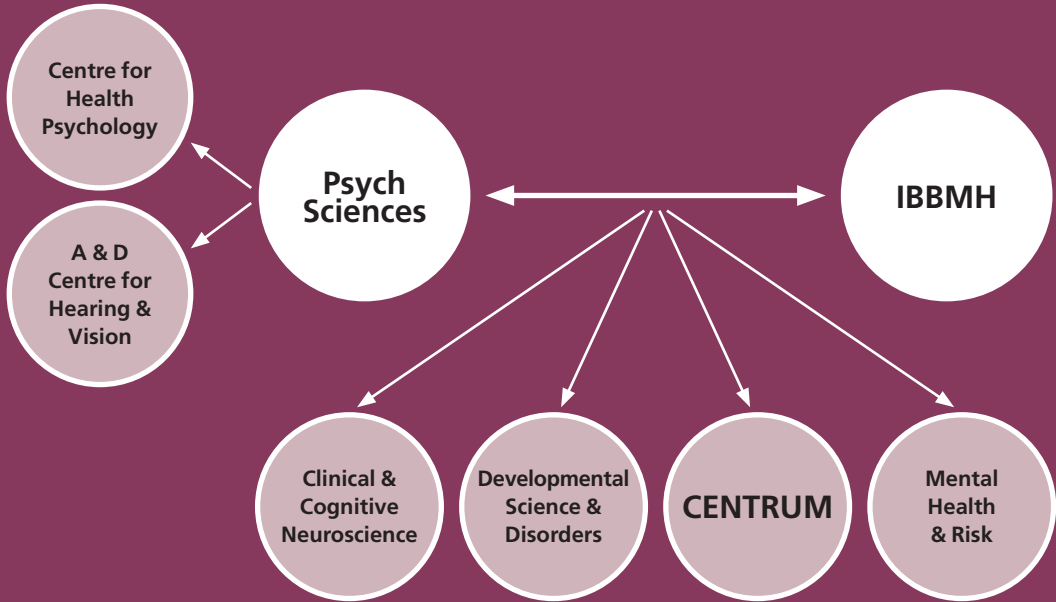 Centre for
Health
Psychology
A & D
Centre for
Hearing &
Vision
Psych
Sciences
IBBMH
Clinical &
Cognitive
Neuroscience
Developmental
Science &
Disorders
CENTRUM
Mental
Health
& Risk